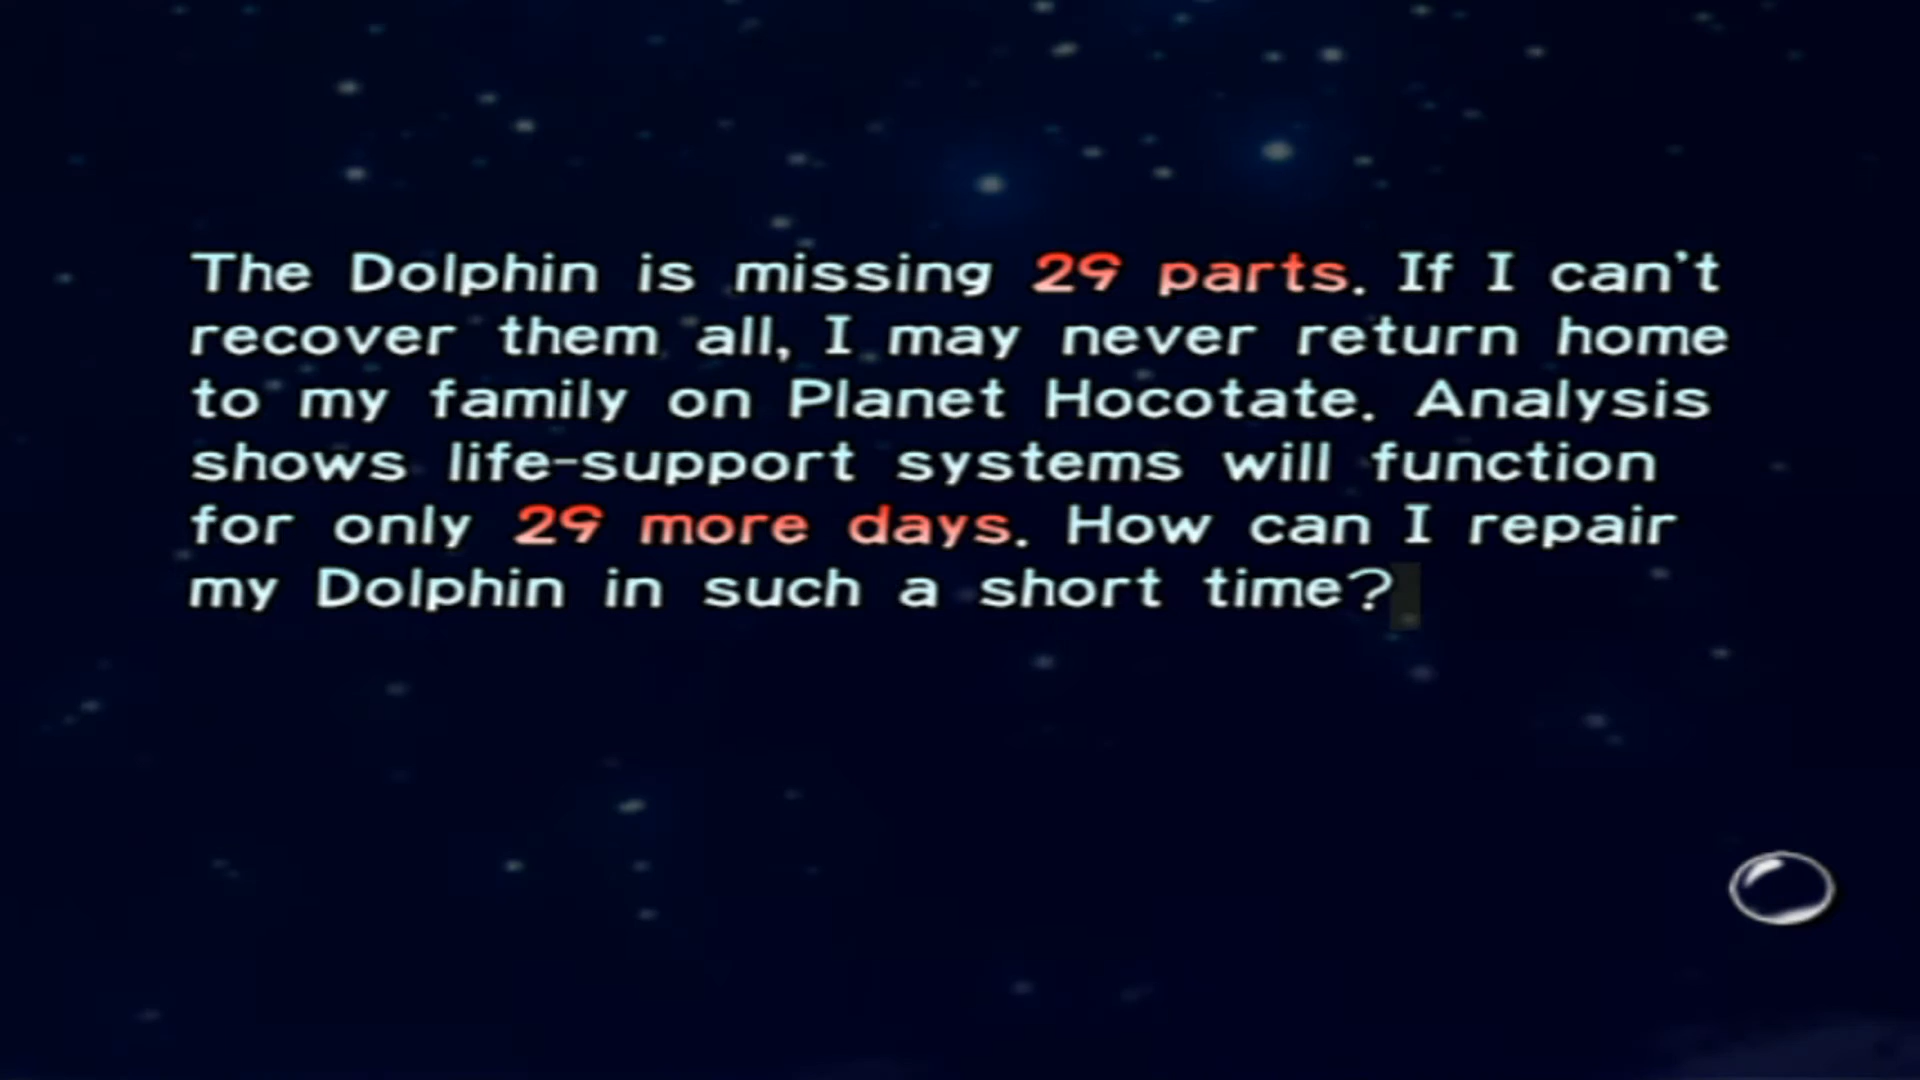 The Dolphin is missing 29 parts. If I can't
recover them all, I may never return home
to my family on Planet Hocotate. Analysis
shows life-support systems will function
for only 29 more days. How can I repair
my Dolphin in such a short time?